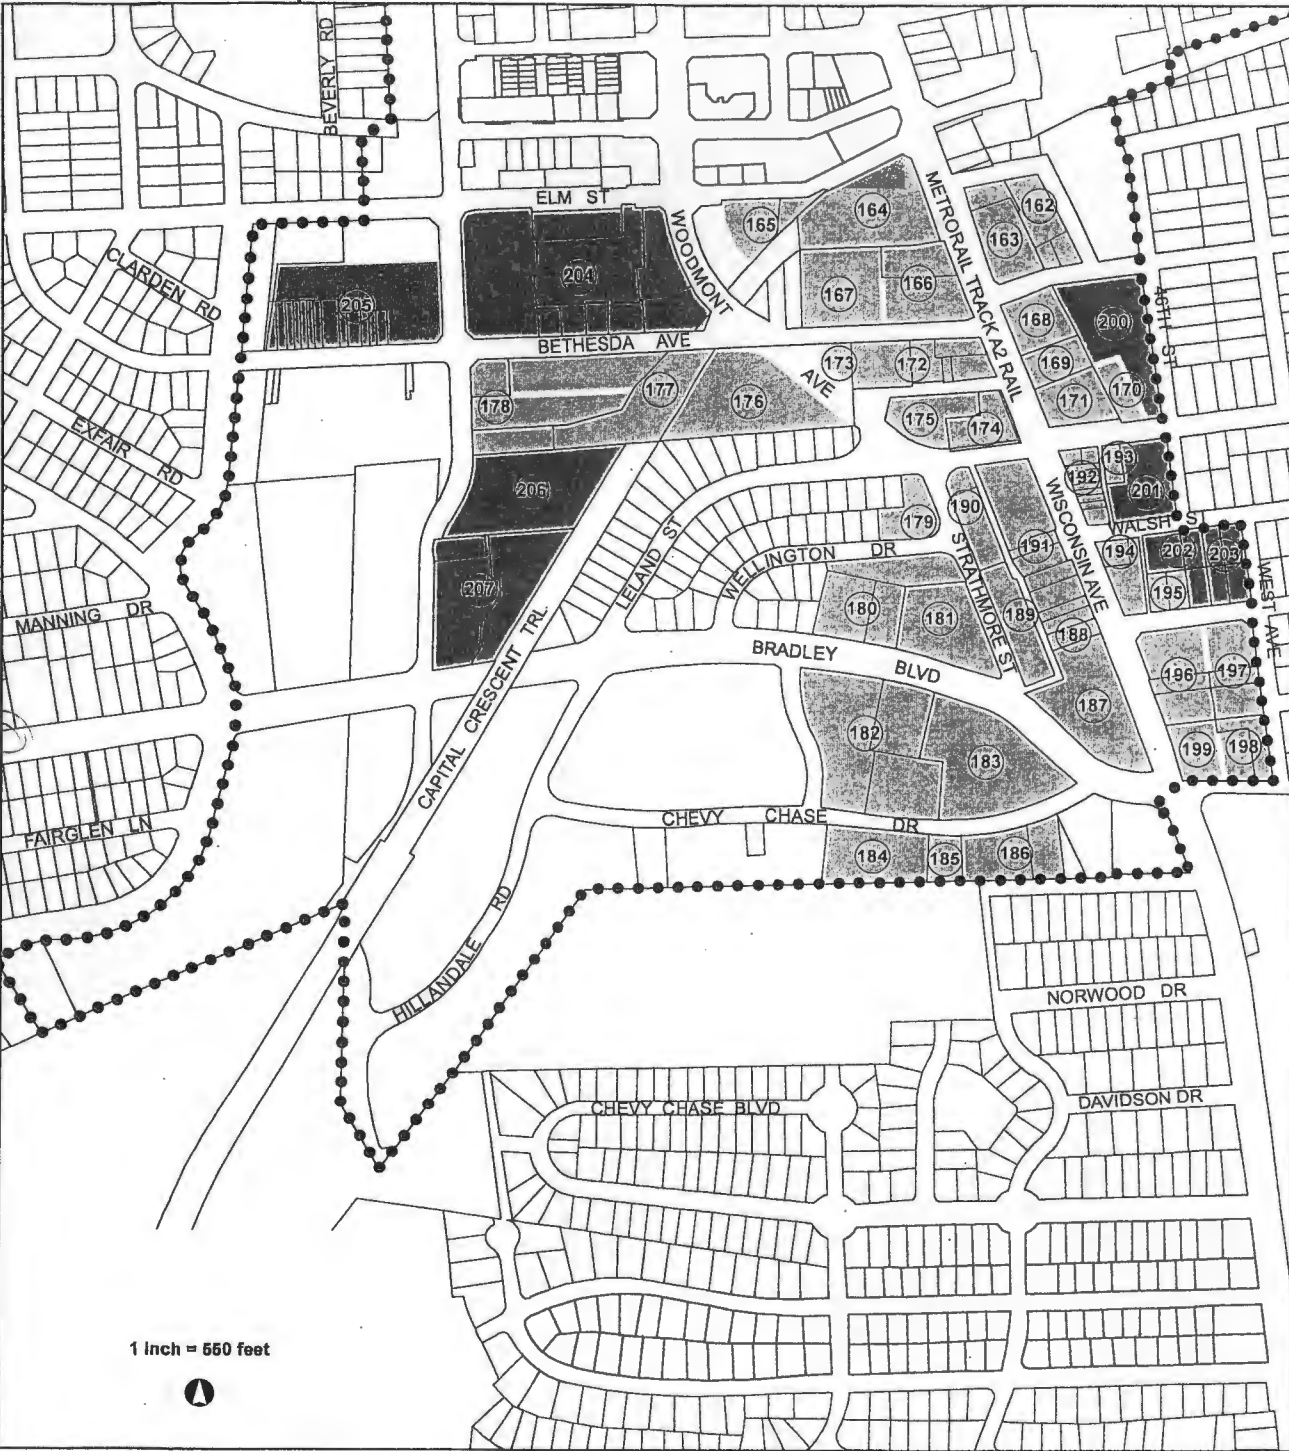 BEVERLY RD
ELM ST
WOODMONT
AVE
METRORAIL TRACK A2 RAIL
162
163
164
165
166
167
CLARDEN RD
205
204
BETHESDA AVE
168
200
46TH ST
169
170
171
172
173
174
175
176
177
178
EXFAIR RD
206
207
179
190
191
192
193
201
WALSH S
194
202
203
195
WEST AVE
WISCONSIN AVE
STRATHMORE ST
WELLINGTON DR
LELAND ST
MANNING DR
180
181
189
188
BRADLEY BLVD
187
196
197
199
198
182
183
CAPITAL CRESCENT TRL
FAIRGLEN LN
CHEVY CHASE DR
184
185
186
HILLANDALE RD
NORWOOD DR
CHEVY CHASE BLVD
DAVIDSON DR
1 inch = 550 feet